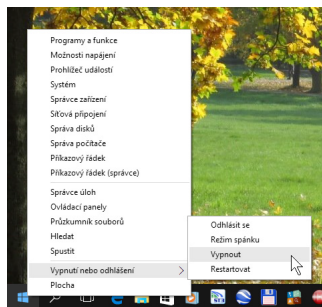 Programy a funkce
Možnosti napájení
Prohlížeč událostí
Systém
Správce zařízení
Síťová připojení
Správa disků
Správa počítače
Příkazový řádek
Příkazový řádek (správce)
Správce úloh
Ovládací panely
Průzkumník souborů
Hledat
Spustit
Vypnutí nebo odhlášení
Plocha
Odhlásit se
Režim spánku
Vypnout
Restartovat